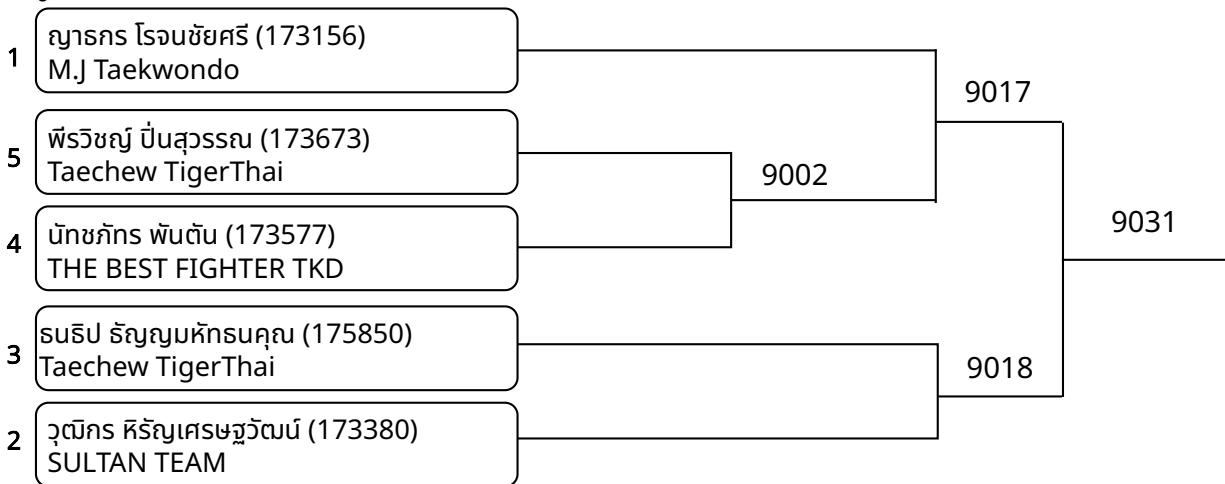 1
ญาธกร โรจนชัยศรี (173156)
M.J Taekwondo
9017
5
พีรวิชญ์ ปิ่นสุวรรณ (173673)
Taechew TigerThai
9002
4
นัทชภัทร พันตัน (173577)
THE BEST FIGHTER TKD
9031
3
ธนธิป ธัญญมหัทธนคุณ (175850)
Taechew TigerThai
9018
2
วุฒิกร หิรัญเศรษฐวัฒน์ (173380)
SULTAN TEAM